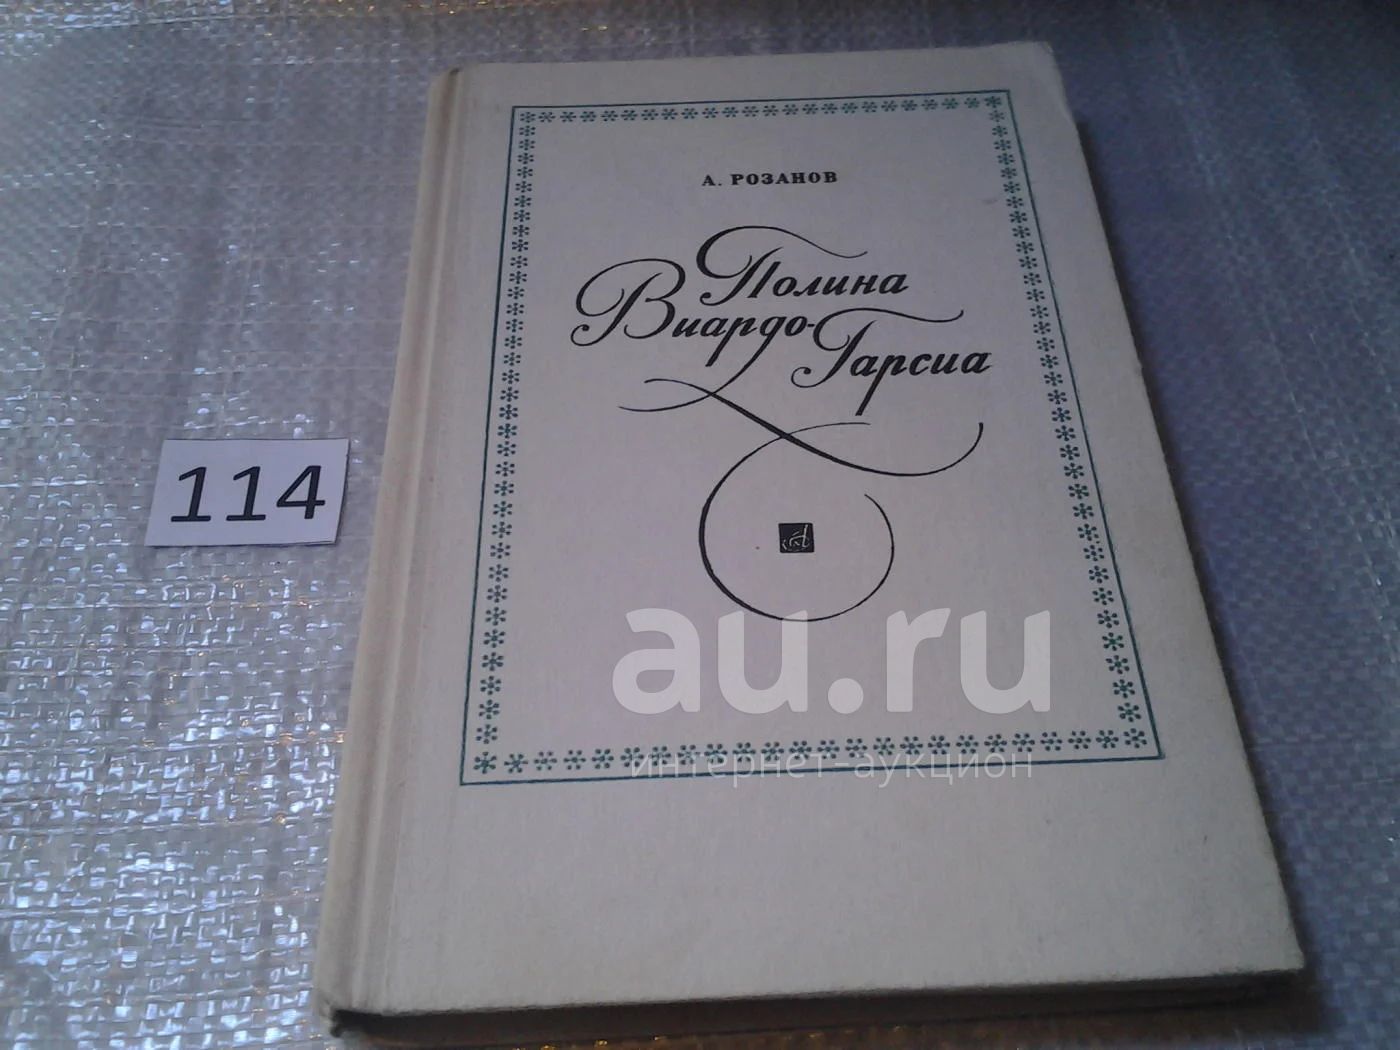 А. РОЗАНОВ
Полина
Виардо-
Гарсиа
114
au.ru
интернет-аукцион